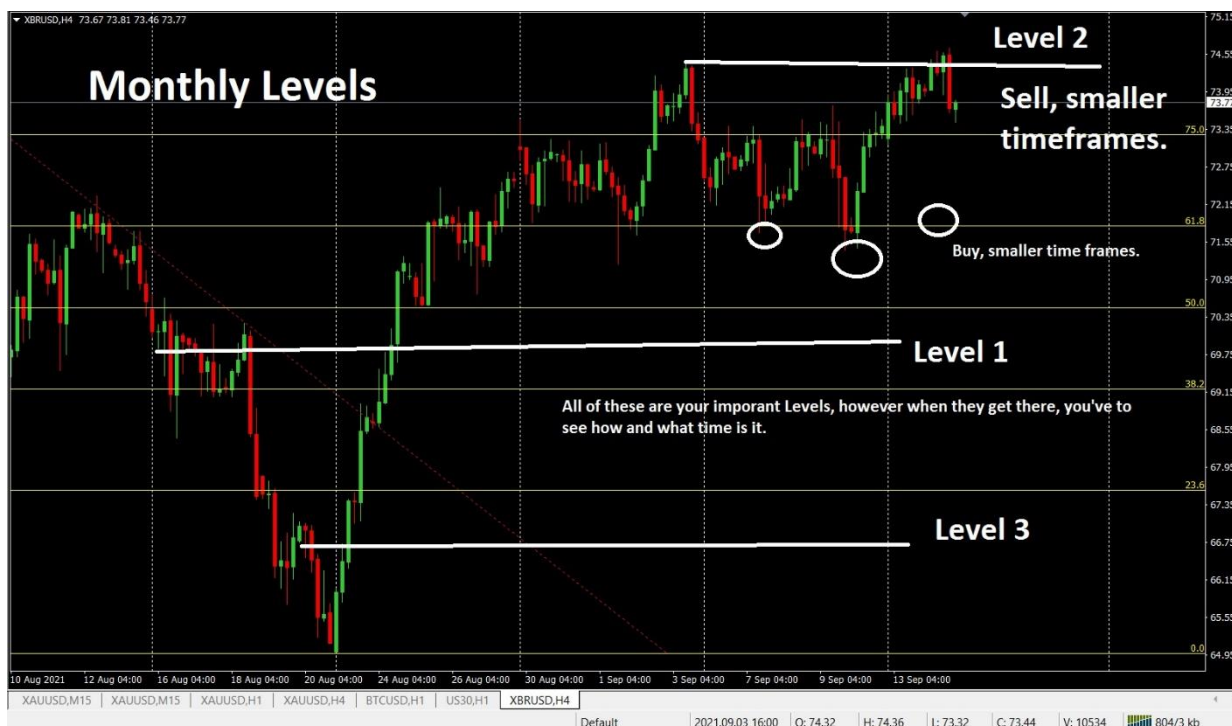 XBRUSD,H4 73.67 73.81 73.46 73.77
Monthly Levels
Level 2
Sell, smaller
timeframes.
Buy, smaller time frames.
Level 1
All of these are your imporant Levels, however when they get there, you've to
see how and what time is it.
Level 3
75.0
61.8
50.0
38.2
23.6
0.0
75.15
74.55
73.95
73.77
73.35
72.15
71.55
70.95
70.35
69.75
69.15
68.55
67.95
67.35
66.75
66.15
65.55
64.95
10 Aug 2021 12 Aug 04:00 16 Aug 04:00 18 Aug 04:00 20 Aug 04:00 24 Aug 04:00 26 Aug 04:00 30 Aug 04:00 1 Sep 04:00 3 Sep 04:00 7 Sep 04:00 9 Sep 04:00 13 Sep 04:00
XAUUSD,M15 XAUUSD,M15 XAUUSD,H1 XAUUSD,H4 BTCUSD,H1 US30,H1 XBRUSD,H4
Default 2021.09.03 16:00 O: 74.32 H: 74.36 L: 73.32 C: 73.44 V: 10534 804/3 kb